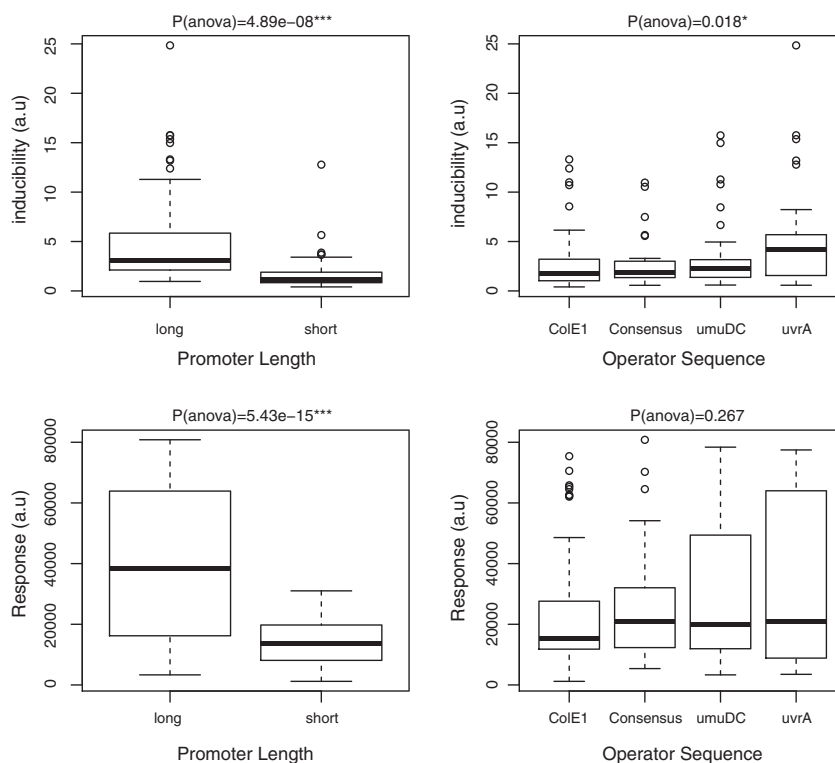 P(anova)=4.89e−08***
inducibility (a.u)
25
20
15
10
5
0
long short
Promoter Length
P(anova)=0.018*
inducibility (a.u)
25
20
15
10
5
0
ColE1 Consensus umuDC uvrA
Operator Sequence
P(anova)=5.43e−15***
Response (a.u)
80000
60000
40000
20000
0
long short
Promoter Length
P(anova)=0.267
Response (a.u)
80000
60000
40000
20000
0
ColE1 Consensus umuDC uvrA
Operator Sequence